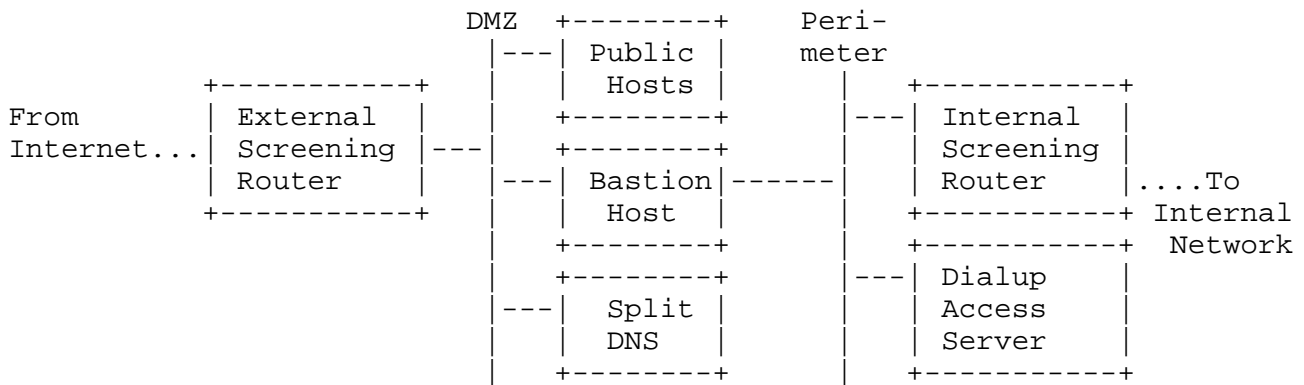 DMZ
Peri-
meter
Public
Hosts
From
Internet...
External
Screening
Router
Internal
Screening
Router
Bastion
Host
....To
Internal
Network
Split
DNS
Dialup
Access
Server